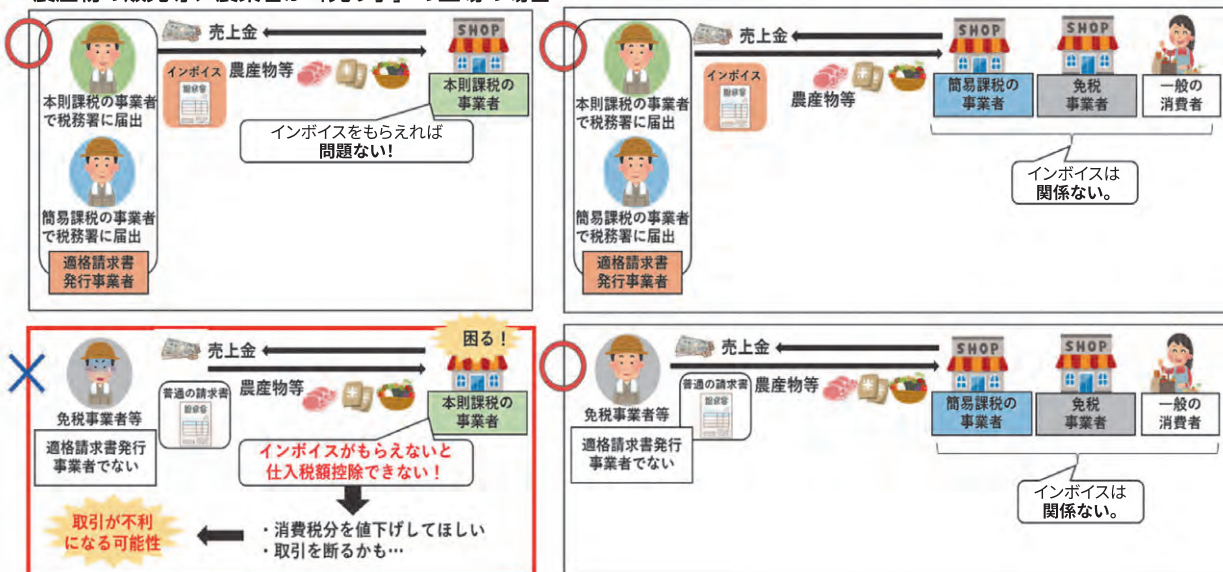 売上金
SHOP
インボイス
農産物等
本則課税の
事業者
本則課税の事業者
で税務署に届出
インボイスをもらえれば
問題ない!
簡易課税の事業者
で税務署に届出
適格請求書
発行事業者
売上金
SHOP
SHOP
インボイス
農産物等
簡易課税の
事業者
免税
事業者
一般の
消費者
本則課税の事業者
で税務署に届出
インボイスは
関係ない。
簡易課税の事業者
で税務署に届出
適格請求書
発行事業者
困る!
売上金
農産物等
普通の請求書
請求書
本則課税の
事業者
免税事業者等
適格請求書発行
事業者でない
インボイスがもらえないと
仕入税額控除できない!
・消費税分を値下げしてほしい
・取引を断るかも…
取引が不利
になる可能性
売上金
SHOP
SHOP
普通の請求書
請求書
農産物等
簡易課税の
事業者
免税
事業者
一般の
消費者
免税事業者等
適格請求書発行
事業者でない
インボイスは
関係ない。